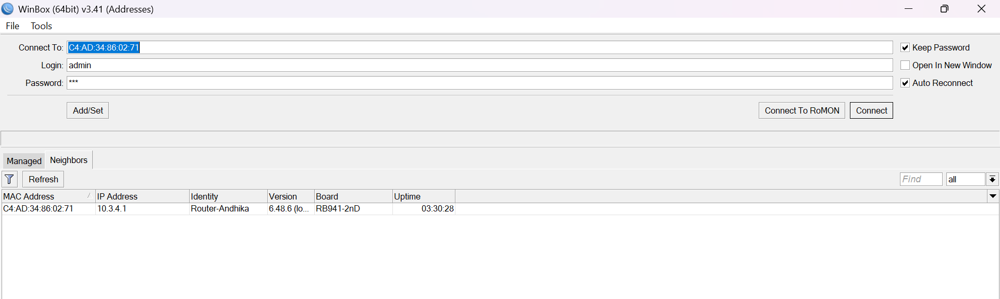 WinBox (64bit) v3.41 (Addresses)
File Tools
Connect To: C4:AD:34:86:02:71 Keep Password
Login: admin Open In New Window
Password: *** Auto Reconnect
Add/Set Connect To RoMON Connect
Managed Neighbors
Refresh Find all
MAC Address IP Address Identity Version Board Uptime
C4:AD:34:86:02:71 10.3.4.1 Router-Andhika 6.48.6 (lo... RB941-2nD 03:30:28